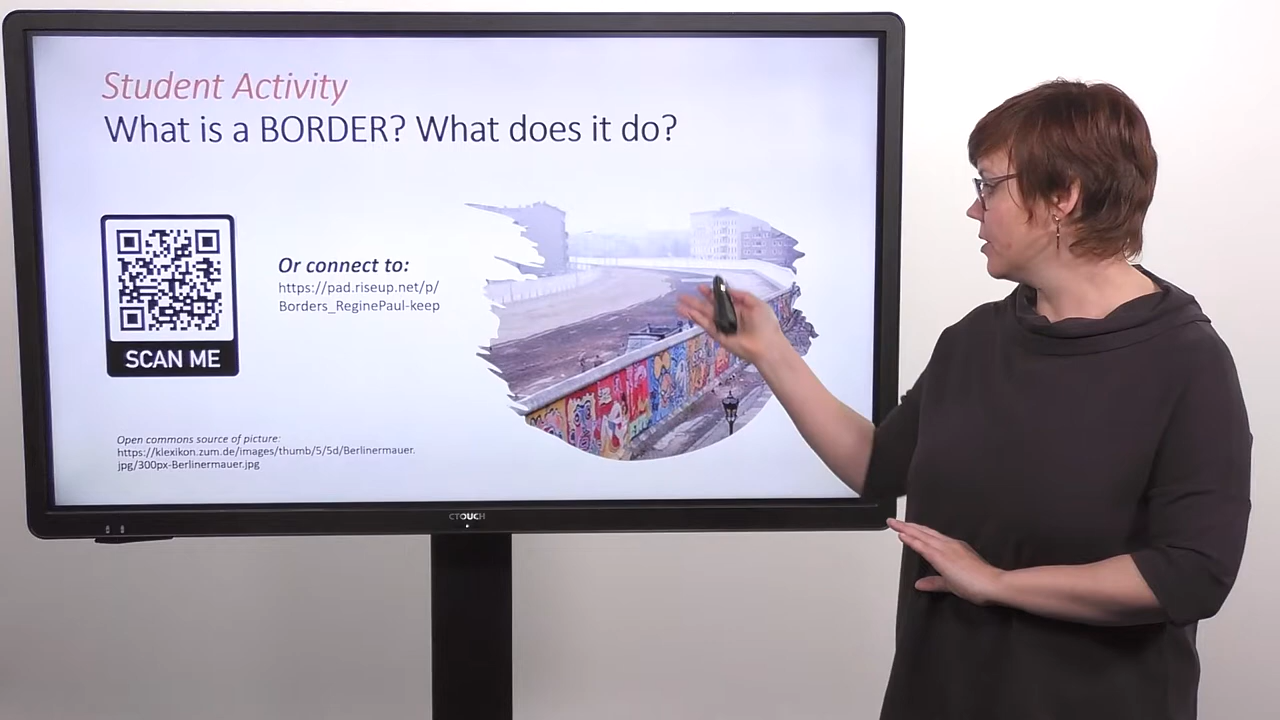 Student Activity
What is a BORDER? What does it do?
Or connect to:
https://pad.riseup.net/p/
Borders_ReginePaul-keep
SCAN ME
Open commons source of picture:
https://klexikon.zum.de/images/thumb/5/5d/Berlinermauer.
jpg/300px-Berlinermauer.jpg
CTOUCH